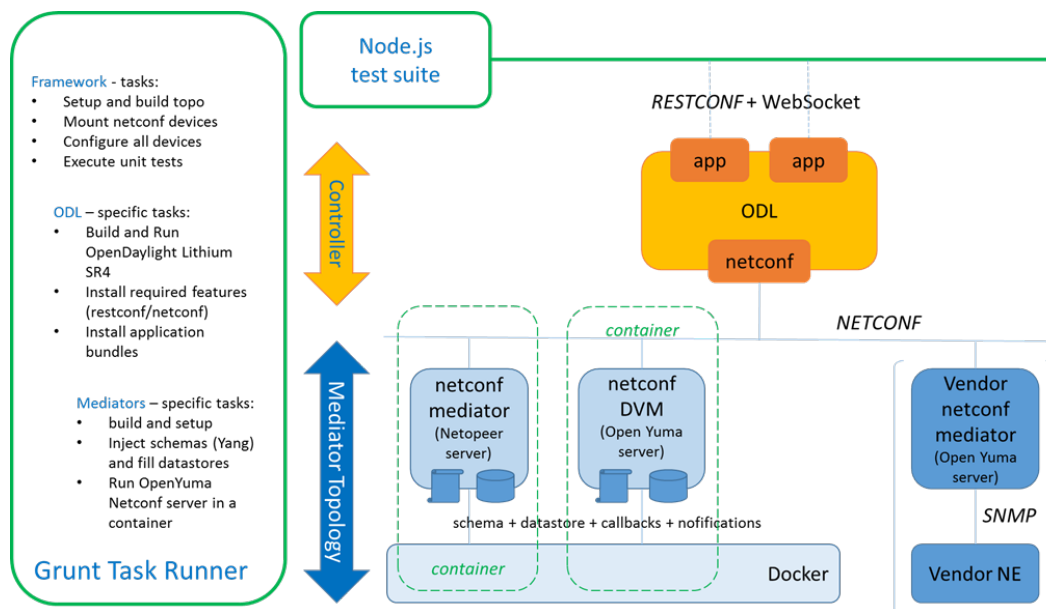 Framework - tasks:
• Setup and build topo
• Mount netconf devices
• Configure all devices
• Execute unit tests
ODL – specific tasks:
• Build and Run
OpenDaylight Lithium
SR4
• Install required features
(restconf/netconf)
• Install application
bundles
Mediators – specific tasks:
• build and setup
• Inject schemas (Yang)
and fill datastores
• Run OpenYuma
Netconf server in a
container
Grunt Task Runner
Node.js
test suite
Controller
Mediator Topology
RESTCONF + WebSocket
app
app
ODL
netconf
NETCONF
container
netconf
mediator
(Netopeer
server)
netconf
DVM
(Open Yuma
server)
Vendor
netconf
mediator
(Open Yuma
server)
schema + datastore + callbacks + nofifications
SNMP
container
Docker
Vendor NE